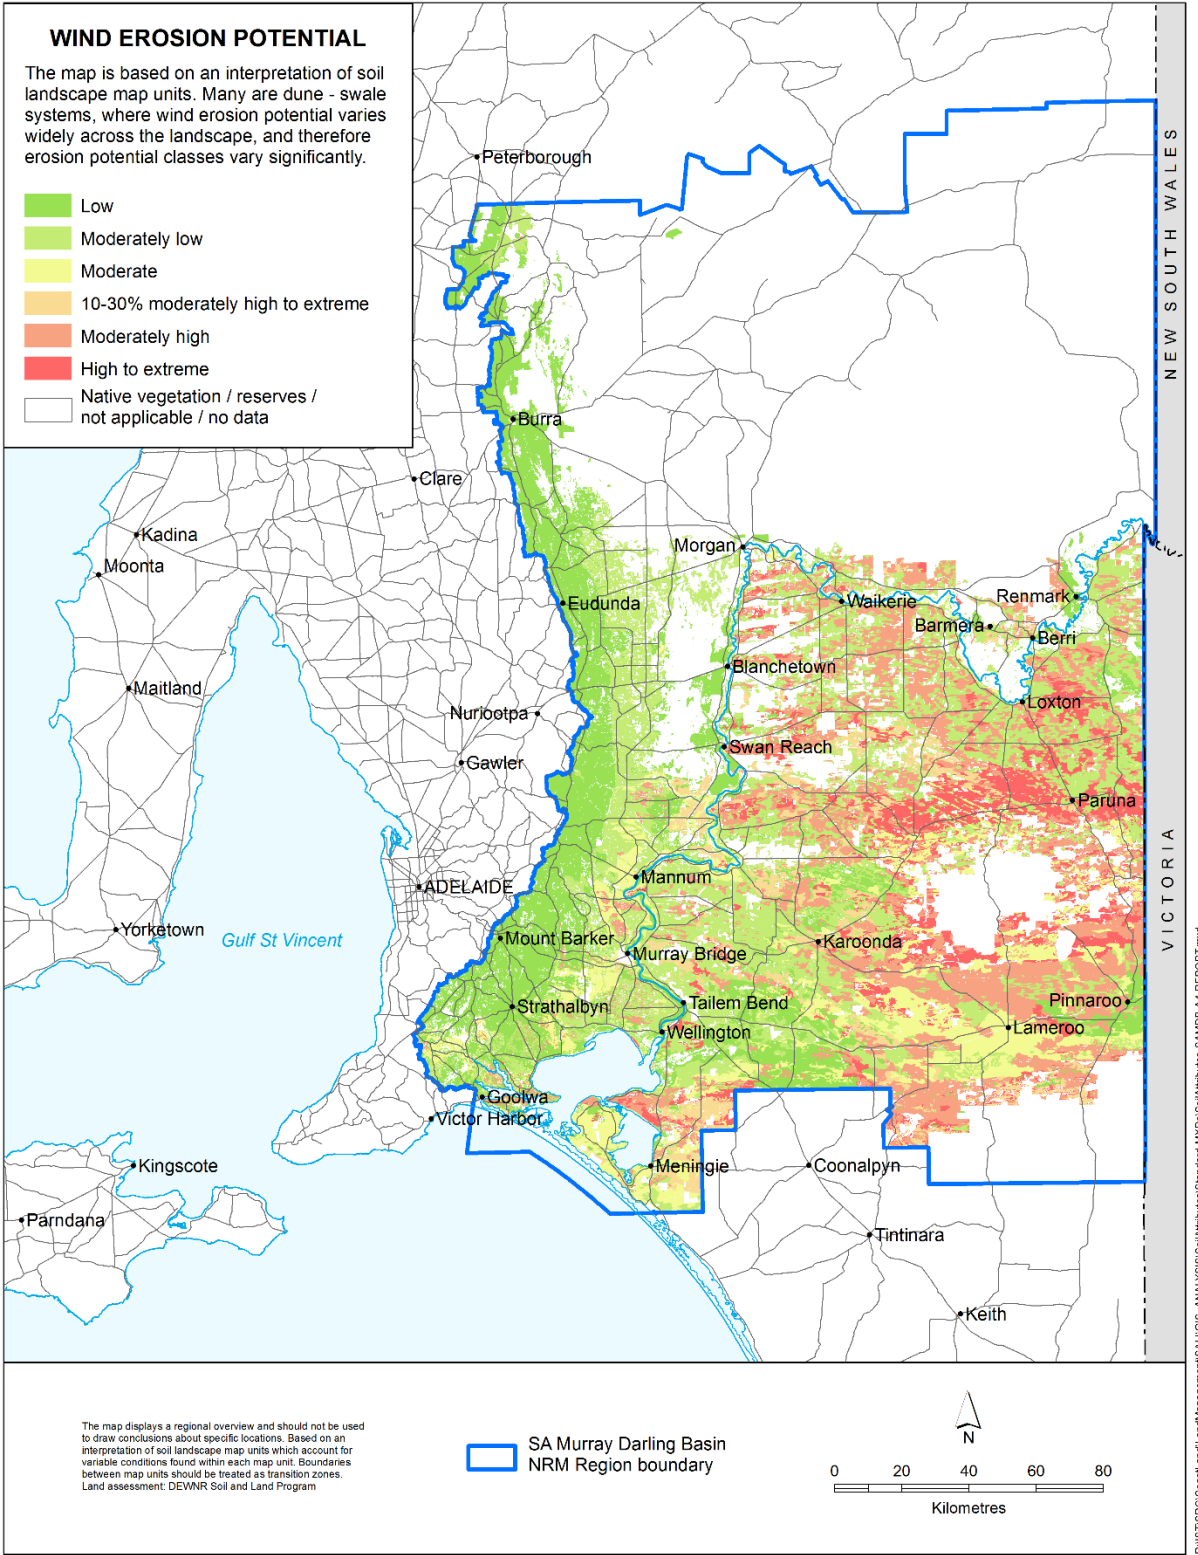 WIND EROSION POTENTIAL
The map is based on an interpretation of soil
landscape map units. Many are dune - swale
systems, where wind erosion potential varies
widely across the landscape, and therefore
erosion potential classes vary significantly.
Low
Moderately low
Moderate
10-30% moderately high to extreme
Moderately high
High to extreme
Native vegetation / reserves /
not applicable / no data
Peterborough
NEW SOUTH WALES
Burra
Clare
Kadina
Moonta
Morgan
Eudunda
Waikerie
Renmark
Barmera
Berri
Blanchetown
Maitland
Loxton
Nuriootpa
Swan Reach
Gawler
Paruna
VICTORIA
Mannum
ADELAIDE
Yorketown
Gulf St Vincent
Mount Barker
Karoonda
Murray Bridge
Strathalbyn
Tailem Bend
Pinnaroo
Wellington
Lameroo
Goolwa
Victor Harbor
Kingscote
Meningie
Coonalpyn
Parndana
Tintinara
Keith
The map displays a regional overview and should not be used
to draw conclusions about specific locations. Based on an
interpretation of soil landscape map units which account for
variable conditions found within each map unit. Boundaries
between map units should be treated as transition zones.
Land assessment: DEWNR Soil and Land Program
SA Murray Darling Basin
NRM Region boundary
N
0 20 40 60 80
Kilometres